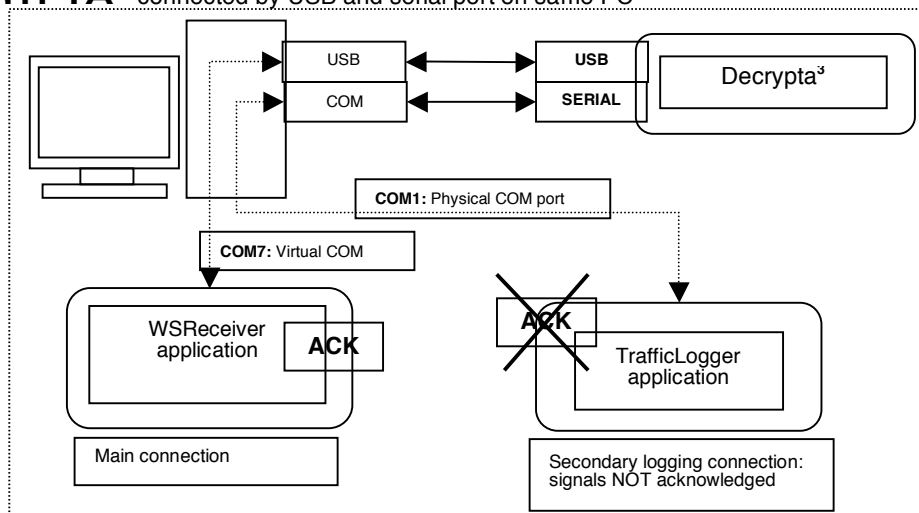 connected by USB and serial port on same PC
USB
USB
Decrypta³
COM
SERIAL
COM1: Physical COM port
COM7: Virtual COM
WSReceiver
application
ACK
ACK
TrafficLogger
application
Main connection
Secondary logging connection:
signals NOT acknowledged